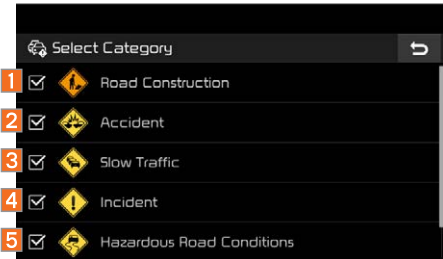 Select Category
1 Road Construction
2 Accident
3 Slow Traffic
4 ! Incident
5 Hazardous Road Conditions